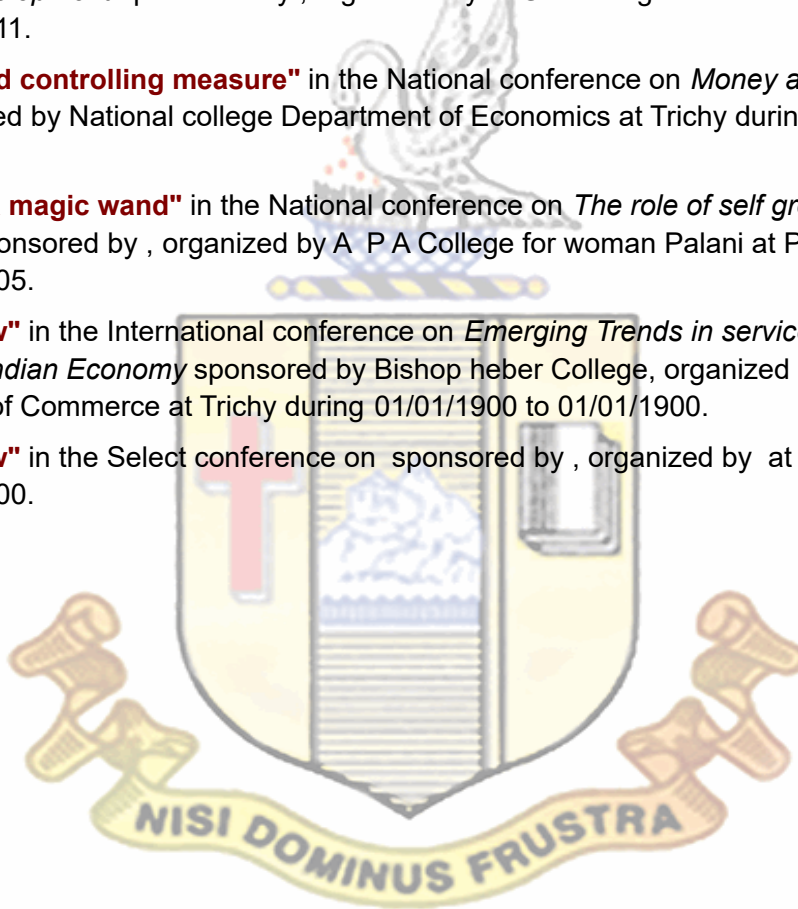 11.
d controlling measure" in the National conference on Money a
ed by National college Department of Economics at Trichy durin
magic wand" in the National conference on The role of self gr
onsored by , organized by A P A College for woman Palani at P
05.
w" in the International conference on Emerging Trends in service
ndian Economy sponsored by Bishop heber College, organized
of Commerce at Trichy during 01/01/1900 to 01/01/1900.
w" in the Select conference on sponsored by , organized by at
00.
NISI DOMINUS FRUSTRA